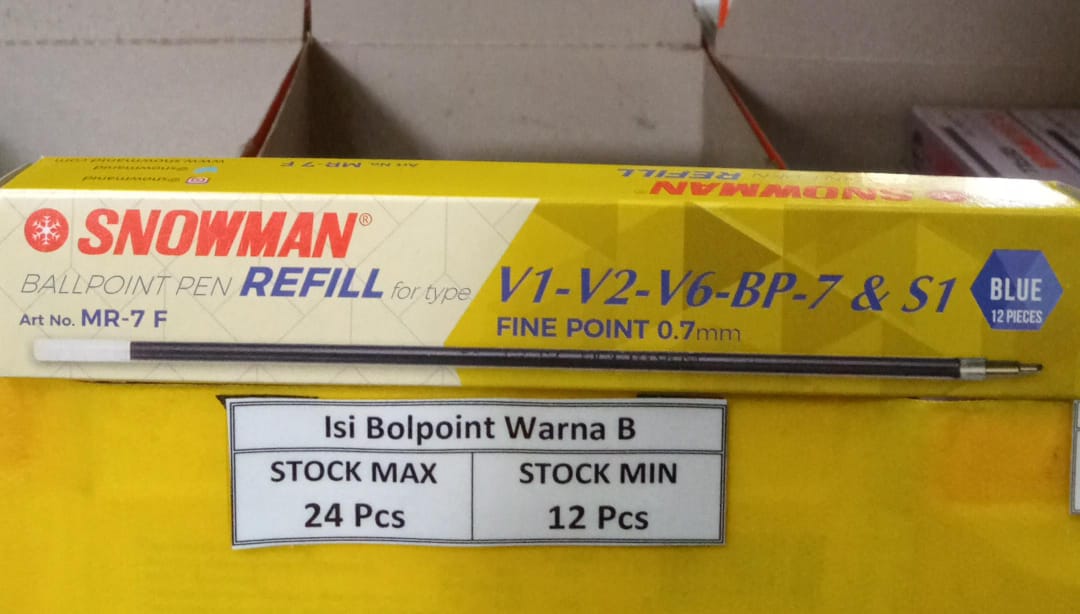 www.snowmanid.com
@snowmanid
@snowmanid
Art No. MR-7 F
SNOWMAN
REFILL
SNOWMAN®
BALLPOINT PEN REFILL for type V1-V2-V6-BP-7 & S1
Art No. MR-7 F
FINE POINT 0.7mm
BLUE
12 PIECES
Isi Bolpoint Warna B
STOCK MAX
STOCK MIN
24 Pcs
12 Pcs